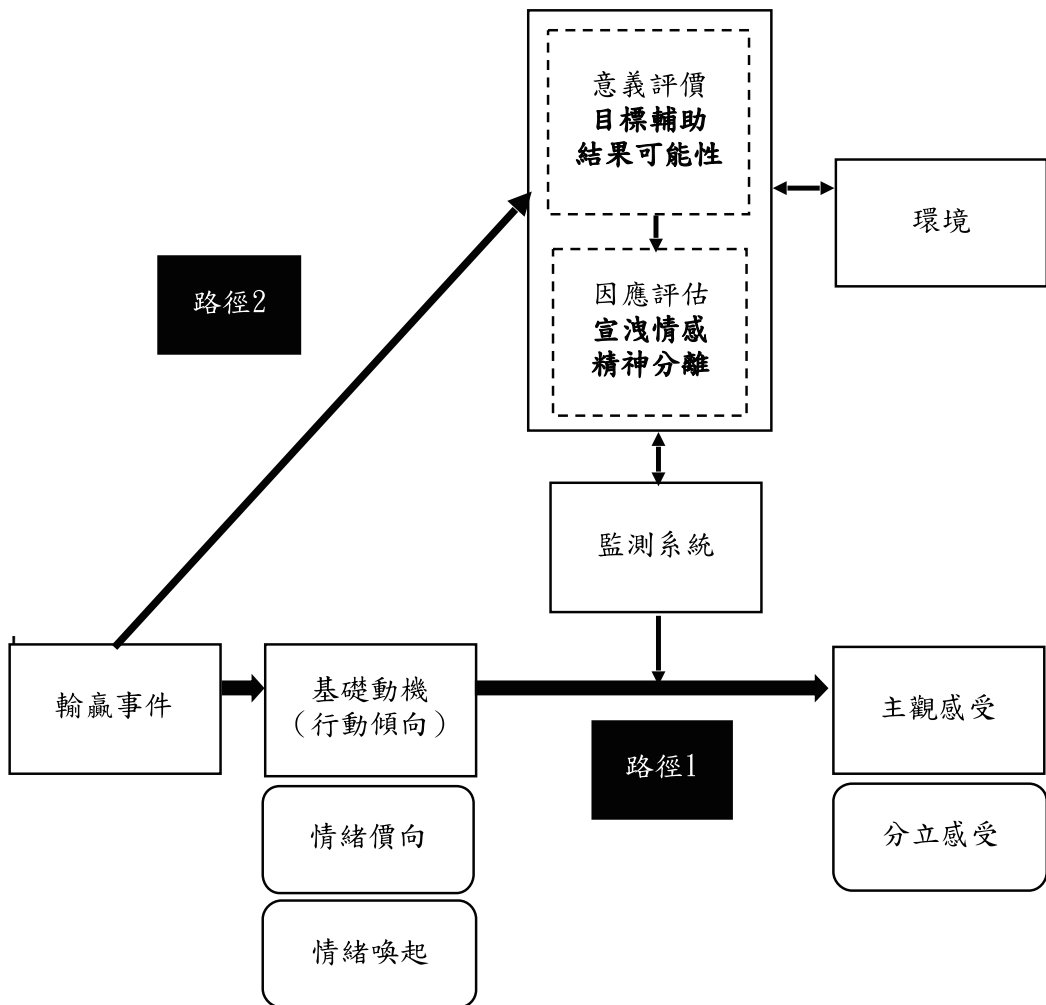 意義評價
目標輔助
結果可能性
環境
路徑2
因應評估
宣洩情感
精神分離
監測系統
輸贏事件
基礎動機
（行動傾向）
主觀感受
路徑1
情緒價向
分立感受
情緒喚起